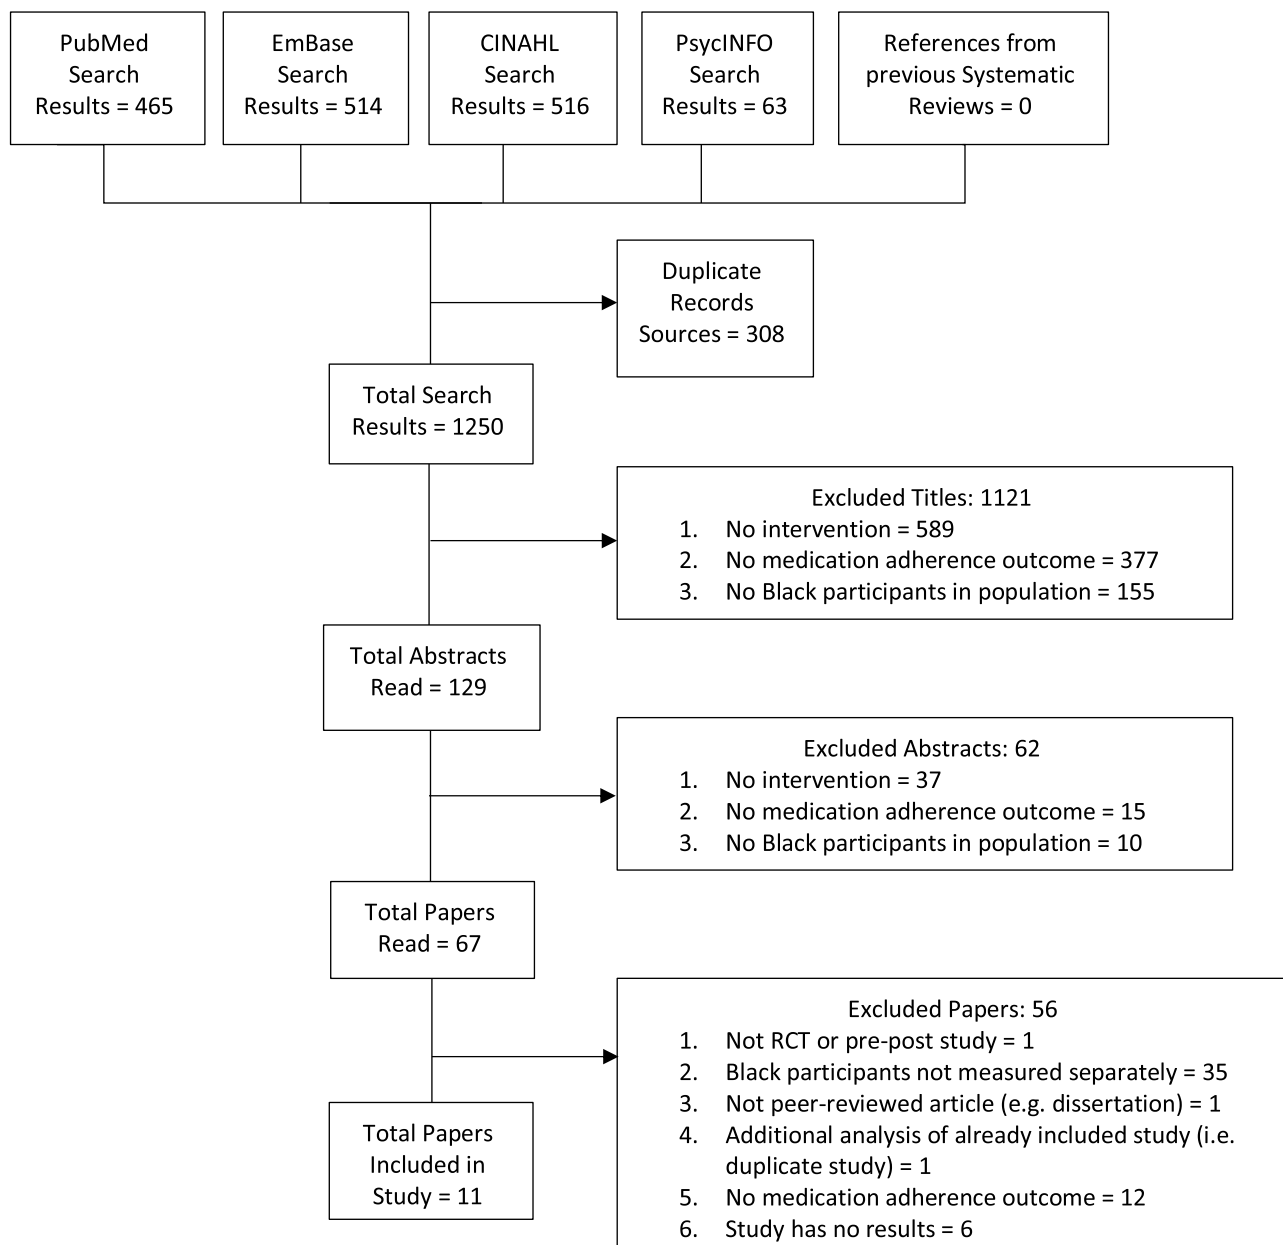 PubMed
Search
Results = 465
EmBase
Search
Results = 514
CINAHL
Search
Results = 516
PsycINFO
Search
Results = 63
References from
previous Systematic
Reviews = 0
Duplicate
Records
Sources = 308
Total Search
Results = 1250
Excluded Titles: 1121
1. No intervention = 589
2. No medication adherence outcome = 377
3. No Black participants in population = 155
Total Abstracts
Read = 129
Excluded Abstracts: 62
1. No intervention = 37
2. No medication adherence outcome = 15
3. No Black participants in population = 10
Total Papers
Read = 67
Excluded Papers: 56
1. Not RCT or pre-post study = 1
2. Black participants not measured separately = 35
3. Not peer-reviewed article (e.g. dissertation) = 1
4. Additional analysis of already included study (i.e.
duplicate study) = 1
5. No medication adherence outcome = 12
6. Study has no results = 6
Total Papers
Included in
Study = 11